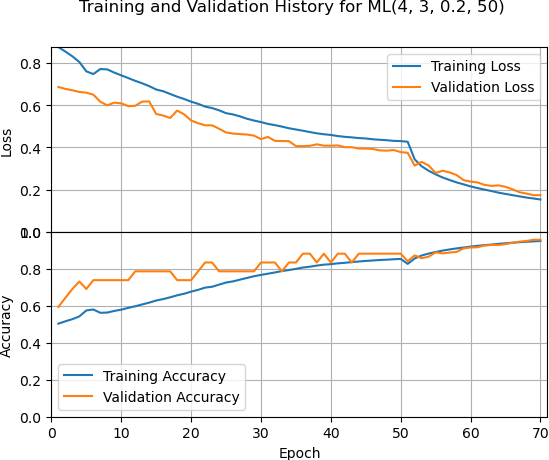 Training and Validation History for ML(4, 3, 0.2, 50)
Loss
0.8
0.6
0.4
0.2
0.0
Training Loss
Validation Loss
Accuracy
1.0
0.8
0.6
0.4
0.2
0.0
Training Accuracy
Validation Accuracy
0 10 20 30 40 50 60 70
Epoch